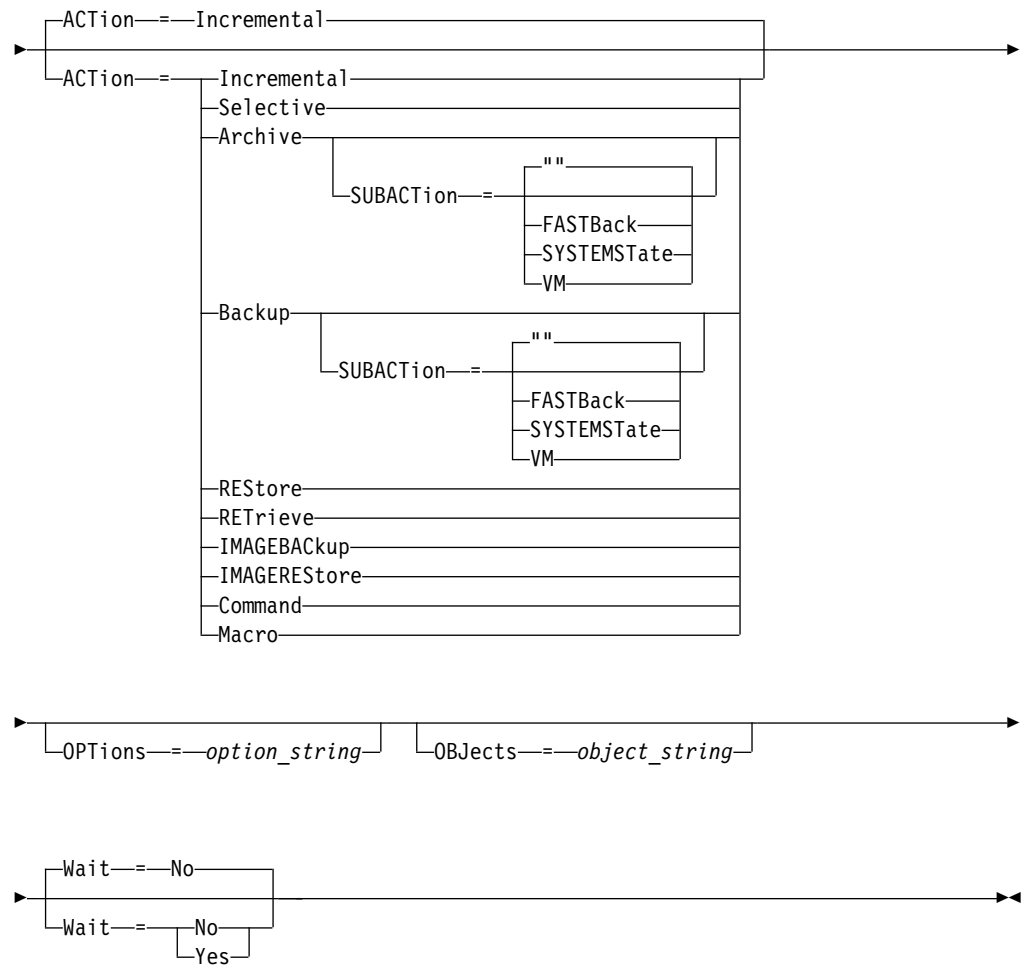 ACTion = Incremental
ACTion = Incremental
Selective
Archive
""
SUBACTion =
FASTBack
SYSTEMSTate
VM
Backup
""
SUBACTion =
FASTBack
SYSTEMSTate
VM
REStore
RETrieve
IMAGEBACkup
IMAGEREStore
Command
Macro
OPTions = option_string OBJects = object_string
Wait = No
Wait = No
Yes